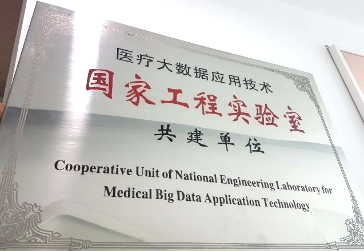 医疗大数据应用技术
国家工程实验室
共建单位
Cooperative Unit of National Engineering Laboratory for
Medical Big Data Application Technology